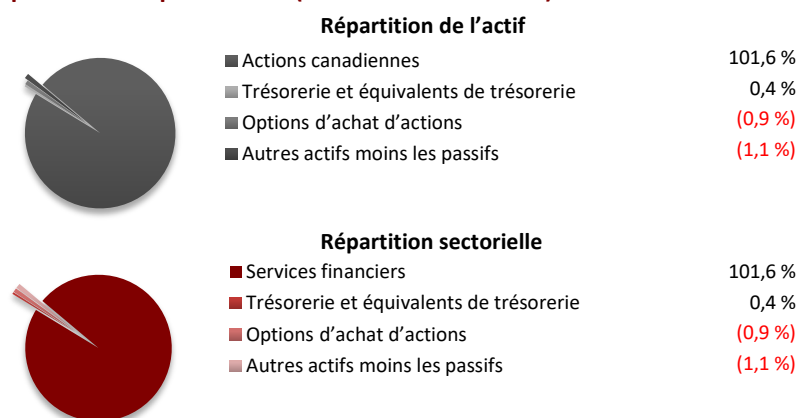 Répartition de l’actif
Actions canadiennes 101,6 %
Trésorerie et équivalents de trésorerie 0,4 %
Options d’achat d’actions (0,9 %)
Autres actifs moins les passifs (1,1 %)
Répartition sectorielle
Services financiers 101,6 %
Trésorerie et équivalents de trésorerie 0,4 %
Options d’achat d’actions (0,9 %)
Autres actifs moins les passifs (1,1 %)